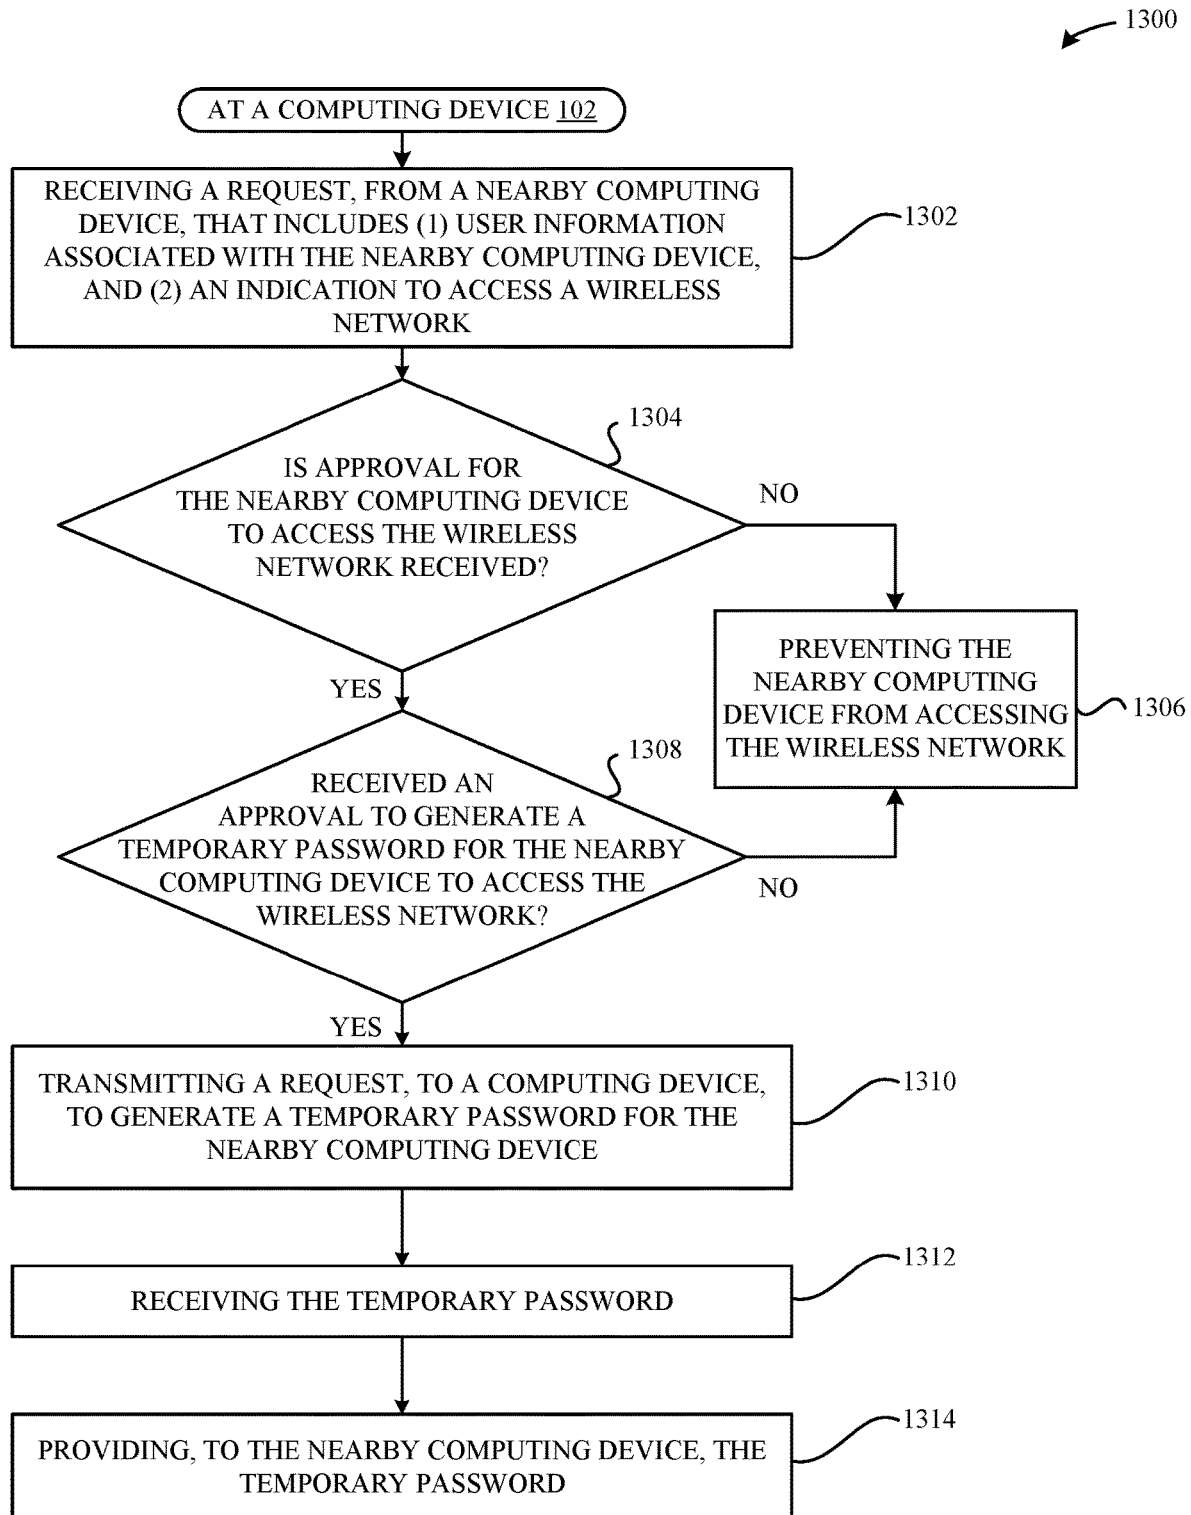 1300
AT A COMPUTING DEVICE 102
RECEIVING A REQUEST, FROM A NEARBY COMPUTING
DEVICE, THAT INCLUDES (1) USER INFORMATION
ASSOCIATED WITH THE NEARBY COMPUTING DEVICE,
AND (2) AN INDICATION TO ACCESS A WIRELESS
NETWORK
1302
1304
IS APPROVAL FOR
THE NEARBY COMPUTING DEVICE
TO ACCESS THE WIRELESS
NETWORK RECEIVED?
NO
YES
PREVENTING THE
NEARBY COMPUTING
DEVICE FROM ACCESSING
THE WIRELESS NETWORK
1306
1308
RECEIVED AN
APPROVAL TO GENERATE A
TEMPORARY PASSWORD FOR THE NEARBY
COMPUTING DEVICE TO ACCESS THE
WIRELESS NETWORK?
NO
YES
TRANSMITTING A REQUEST, TO A COMPUTING DEVICE,
TO GENERATE A TEMPORARY PASSWORD FOR THE
NEARBY COMPUTING DEVICE
1310
1312
RECEIVING THE TEMPORARY PASSWORD
1314
PROVIDING, TO THE NEARBY COMPUTING DEVICE, THE
TEMPORARY PASSWORD